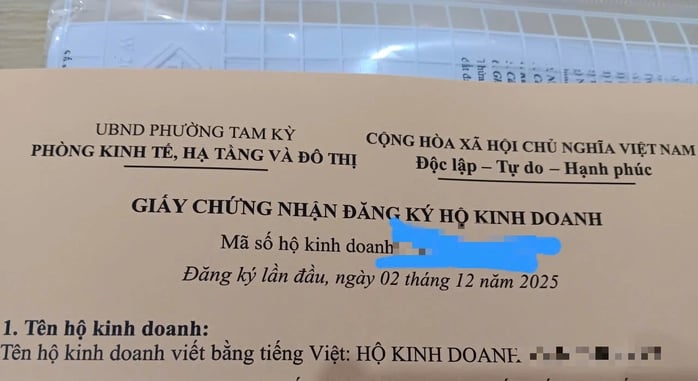 UBND PHƯỜNG TAM KỲ
PHÒNG KINH TẾ, HẠ TẦNG VÀ ĐÔ THỊ
CỘNG HÒA XÃ HỘI CHỦ NGHĨA VIỆT NAM
Độc lập – Tự do – Hạnh phúc
GIẤY CHỨNG NHẬN ĐĂNG KÝ HỘ KINH DOANH
Mã số hộ kinh doanh
Đăng ký lần đầu, ngày 02 tháng 12 năm 2025
1. Tên hộ kinh doanh:
Tên hộ kinh doanh viết bằng tiếng Việt: HỘ KINH DOANH